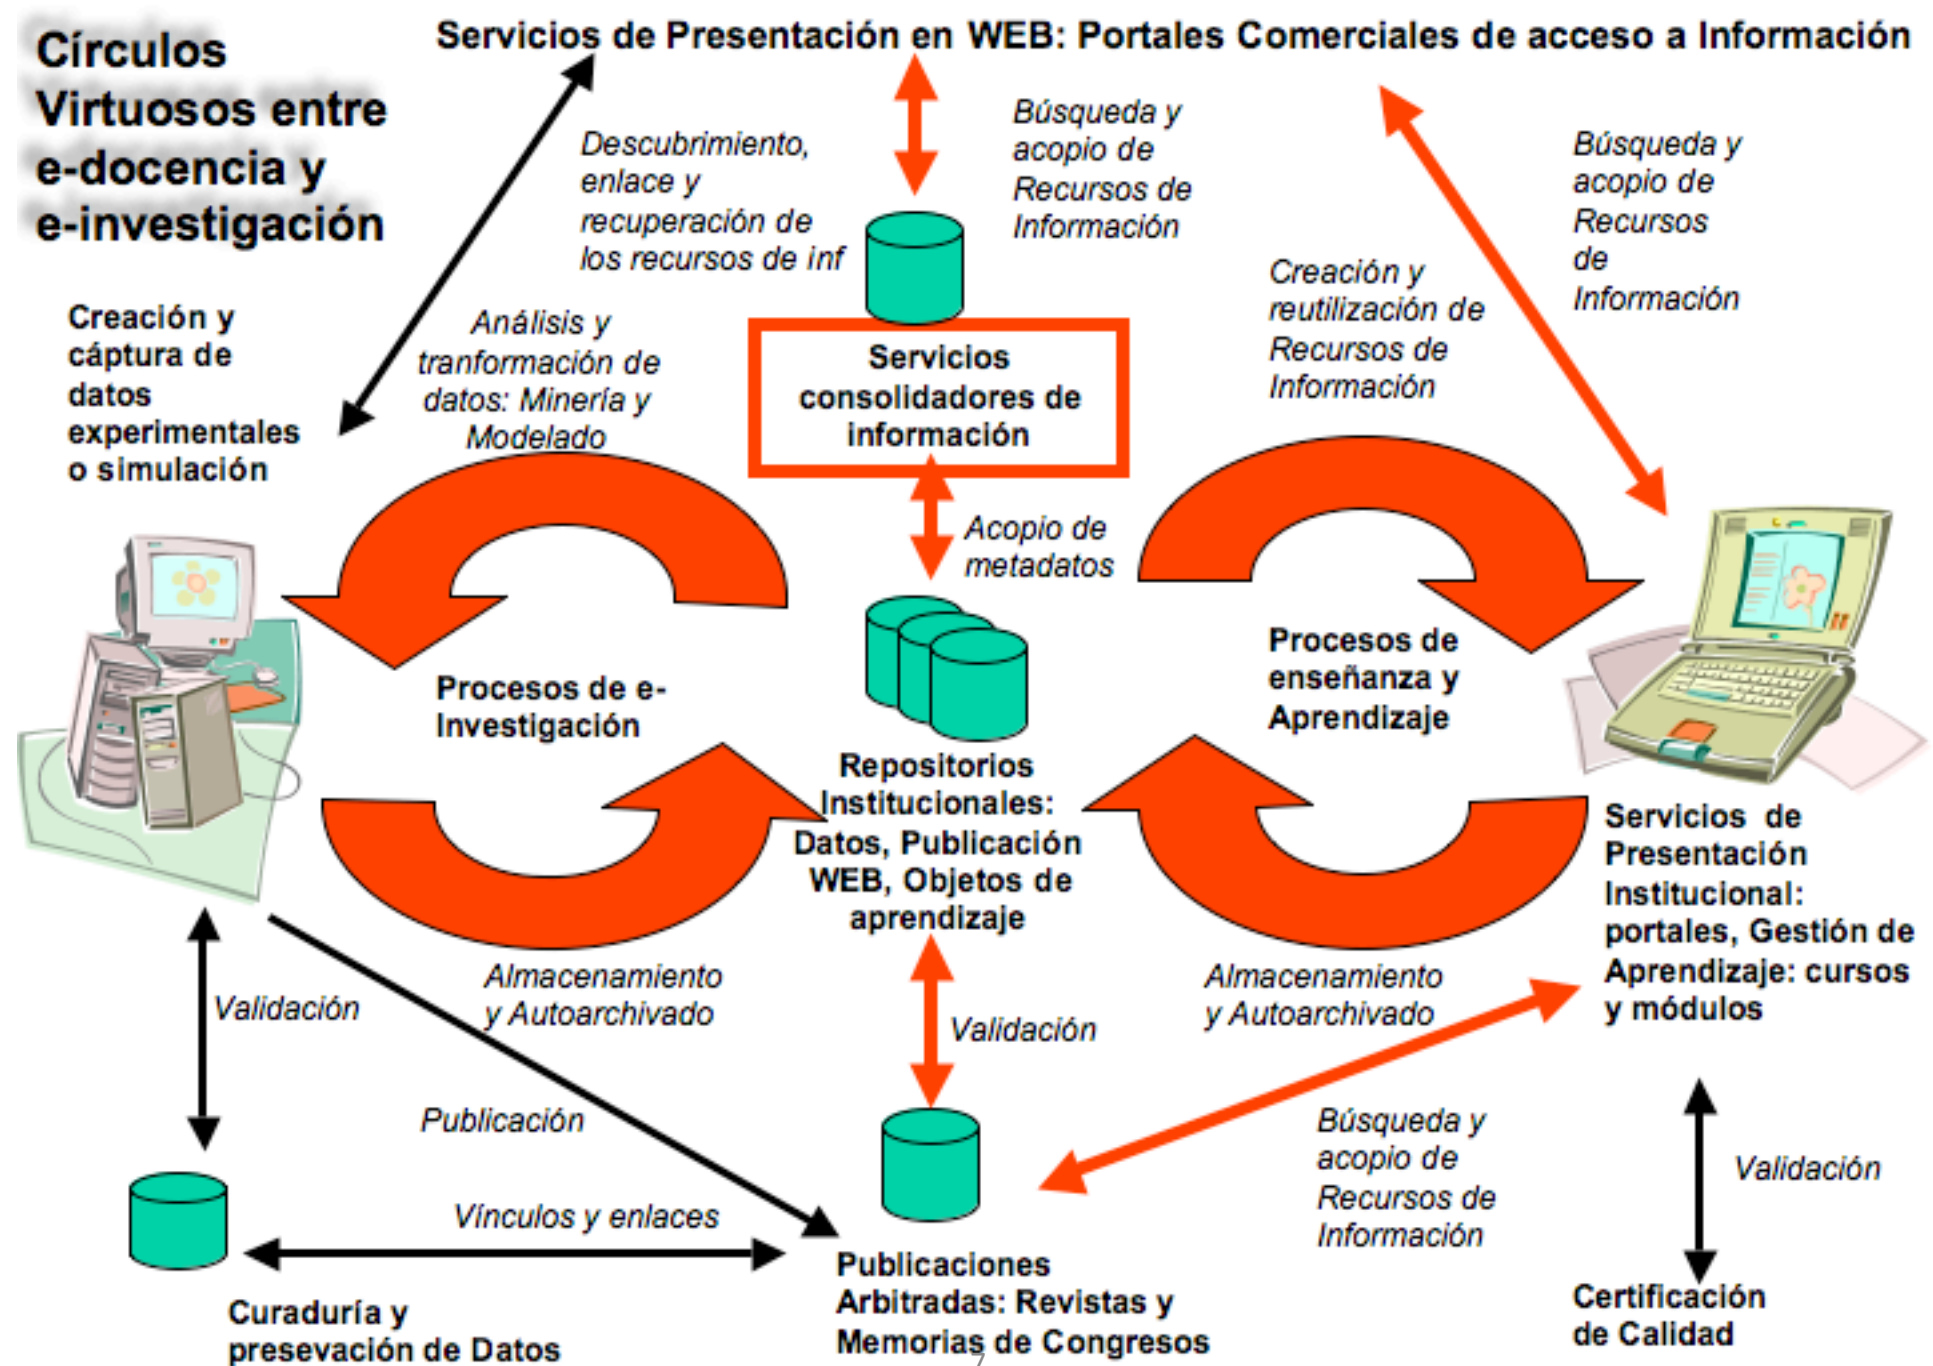 Círculos
Virtuosos entre
e-docencia y
e-investigación
Servicios de Presentación en WEB: Portales Comerciales de acceso a Información
Descubrimiento,
enlace y
recuperación de
los recursos de inf
Búsqueda y
acopio de
Recursos de
Información
Búsqueda y
acopio de
Recursos
de
Información
Creación y
reutilización de
Recursos de
Información
Creación y
cáptura de
datos
experimentales
o simulación
Análisis y
tranformación de
datos: Minería y
Modelado
Servicios
consolidadores de
información
Acopio de
metadatos
Procesos de e-
Investigación
Procesos de
enseñanza y
Aprendizaje
Repositorios
Institucionales:
Datos, Publicación
WEB, Objetos de
aprendizaje
Servicios de
Presentación
Institucional:
portales, Gestión de
Aprendizaje: cursos
y módulos
Almacenamiento
y Autoarchivado
Almacenamiento
y Autoarchivado
Validación
Validación
Publicación
Búsqueda y
acopio de
Recursos de
Información
Validación
Vínculos y enlaces
Curaduría y
presevación de Datos
Publicaciones
Arbitradas: Revistas y
Memorias de Congresos
Certificación
de Calidad
7